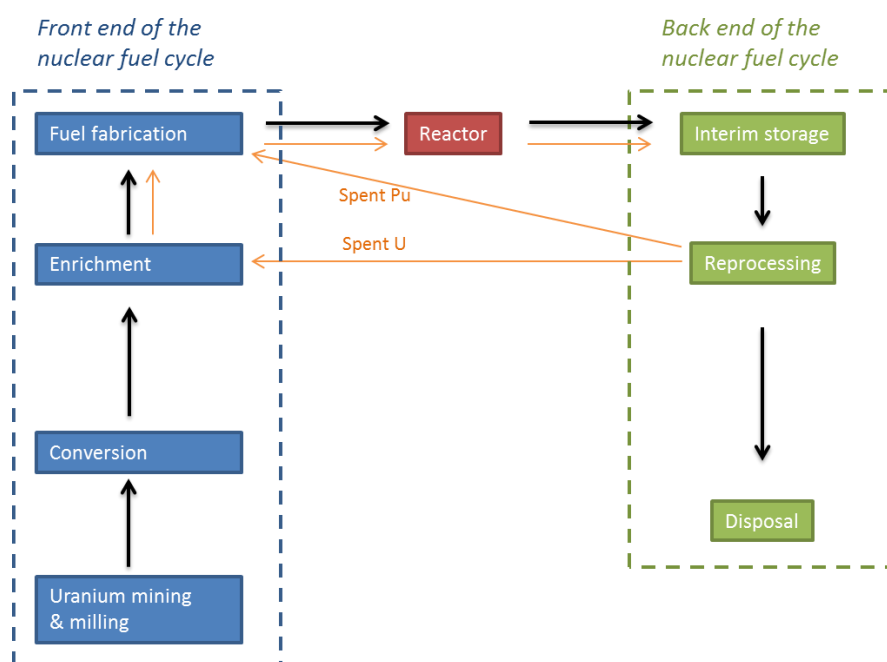 Front end of the
nuclear fuel cycle
Back end of the
nuclear fuel cycle
Fuel fabrication
Reactor
Interim storage
Spent Pu
Spent U
Enrichment
Reprocessing
Conversion
Disposal
Uranium mining
& milling